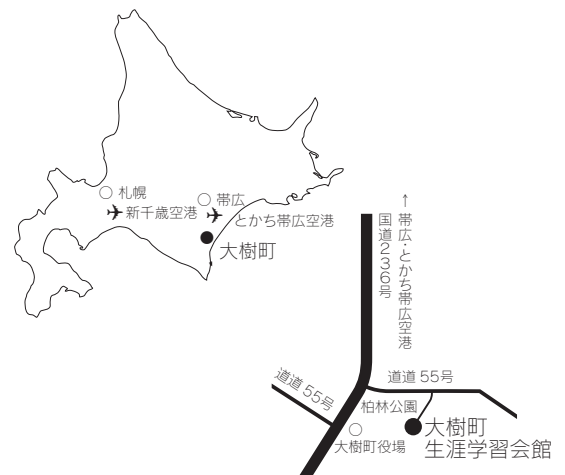 札幌
新千歳空港
帯広
とかち帯広空港
大樹町
↑帯広・とかち帯広空港
国道236号
道道 55号
道道 55号
柏林公園
大樹町役場
大樹町
生涯学習会館